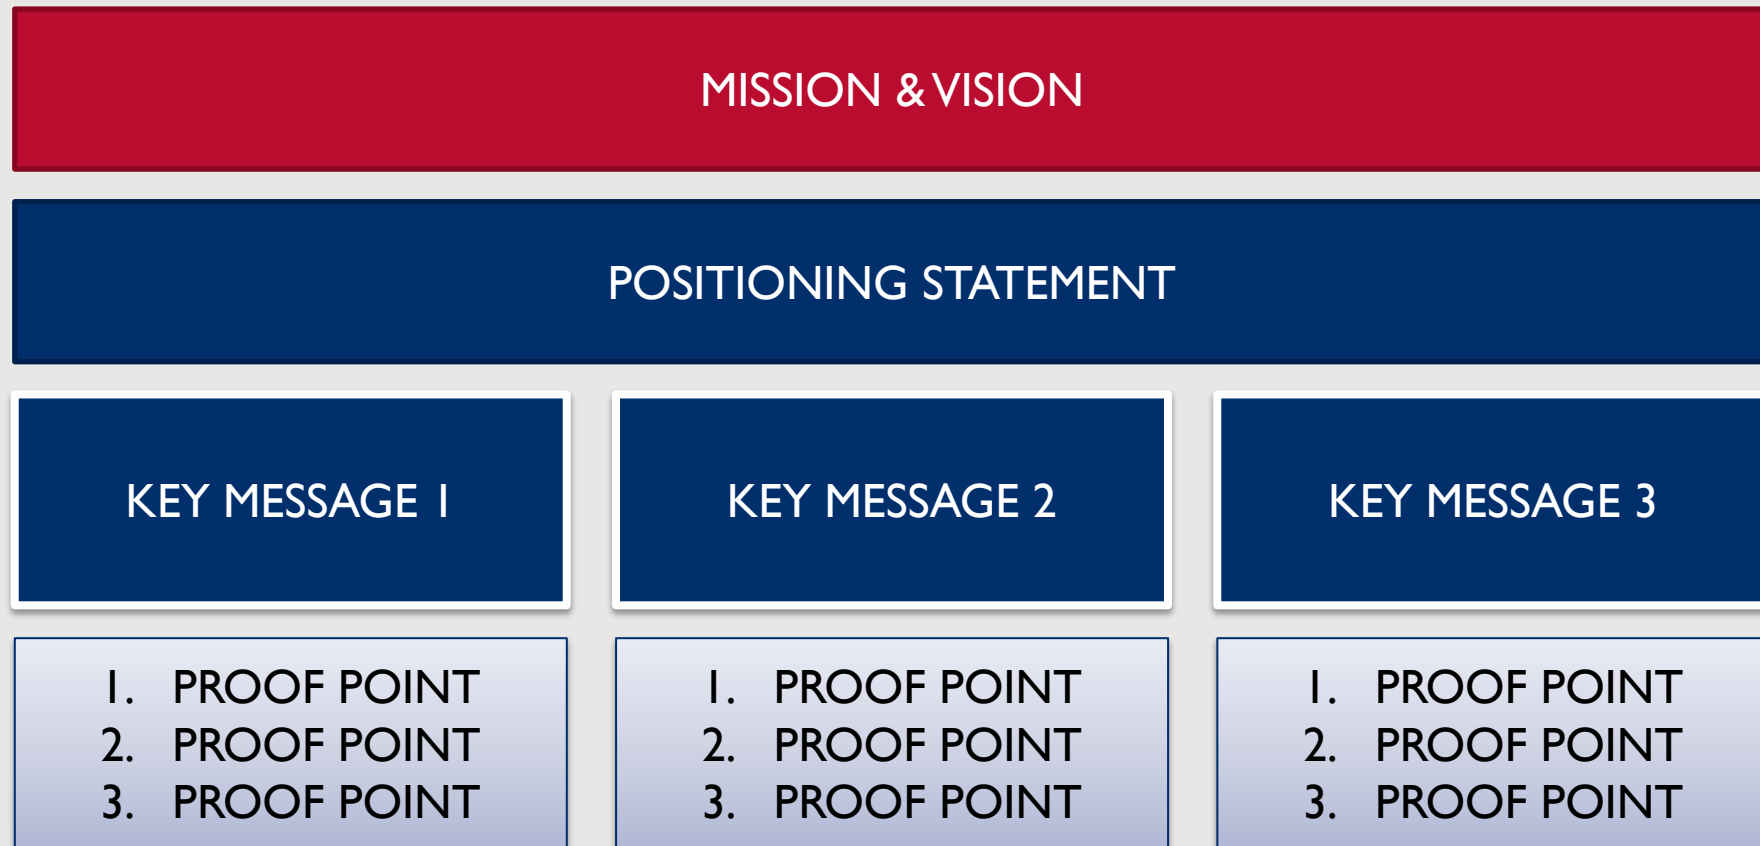 MISSION & VISION
POSITIONING STATEMENT
KEY MESSAGE 1
KEY MESSAGE 2
KEY MESSAGE 3
1. PROOF POINT
2. PROOF POINT
3. PROOF POINT
1. PROOF POINT
2. PROOF POINT
3. PROOF POINT
1. PROOF POINT
2. PROOF POINT
3. PROOF POINT